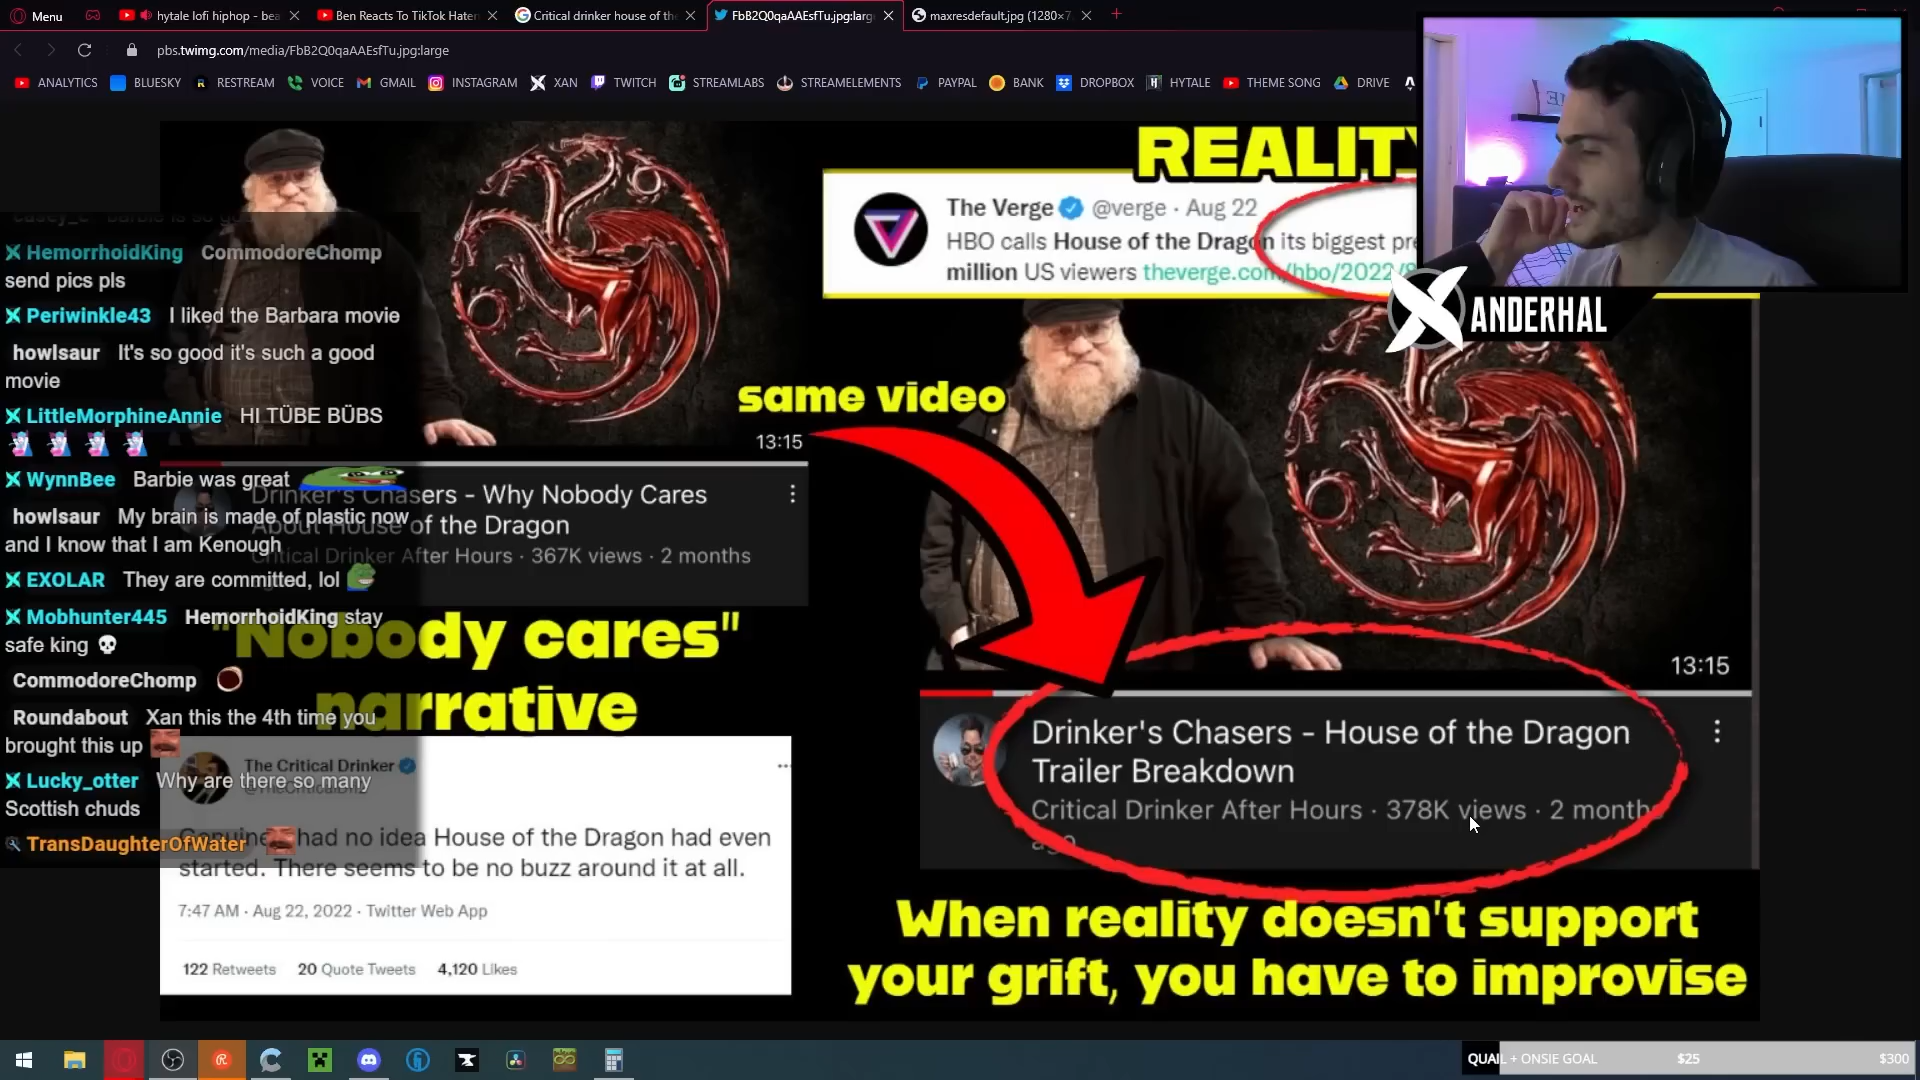 Menu
hytale lofi hiphop - bea
Ben Reacts To TikTok Hater
Critical drinker house of the
FbB2Q0qaAAEsfTu.jpg:larg
maxresdefault.jpg (1280×7
pbs.twimg.com/media/FbB2Q0qaAAEsfTu.jpg:large
ANALYTICS
BLUESKY
RESTREAM
VOICE
GMAIL
INSTAGRAM
XAN
TWITCH
STREAMLABS
STREAMELEMENTS
PAYPAL
BANK
DROPBOX
HYTALE
THEME SONG
DRIVE
HemorrhoidKing CommodoreChomp
send pics pls
Periwinkle43 I liked the Barbara movie
howlsaur It's so good it's such a good
movie
LittleMorphineAnnie HI TÜBE BÜBS
WynnBee Barbie was great
howlsaur My brain is made of plastic now
and I know that I am Kenough
EXOLAR They are committed, lol
Mobhunter445 HemorrhoidKing stay
safe king
CommodoreChomp
Roundabout Xan this the 4th time you
brought this up
Lucky_otter Why are there so many
Scottish chuds
TransDaughterOfWater
13:15
Drinker's Chasers - Why Nobody Cares
About House of the Dragon
Critical Drinker After Hours · 367K views · 2 months
"Nobody cares"
narrative
The Critical Drinker
had no idea House of the Dragon had even
started. There seems to be no buzz around it at all.
7:47 AM · Aug 22, 2022 · Twitter Web App
122 Retweets 20 Quote Tweets 4,120 Likes
same video
REALITY
The Verge @verge · Aug 22
HBO calls House of the Dragon its biggest pre
million US viewers theverge.com/hbo/2022/8
ANDERHAL
13:15
Drinker's Chasers - House of the Dragon
Trailer Breakdown
Critical Drinker After Hours · 378K views · 2 months
ago
When reality doesn't support
your grift, you have to improvise
QUAIL + ONSIE GOAL
$25
$300